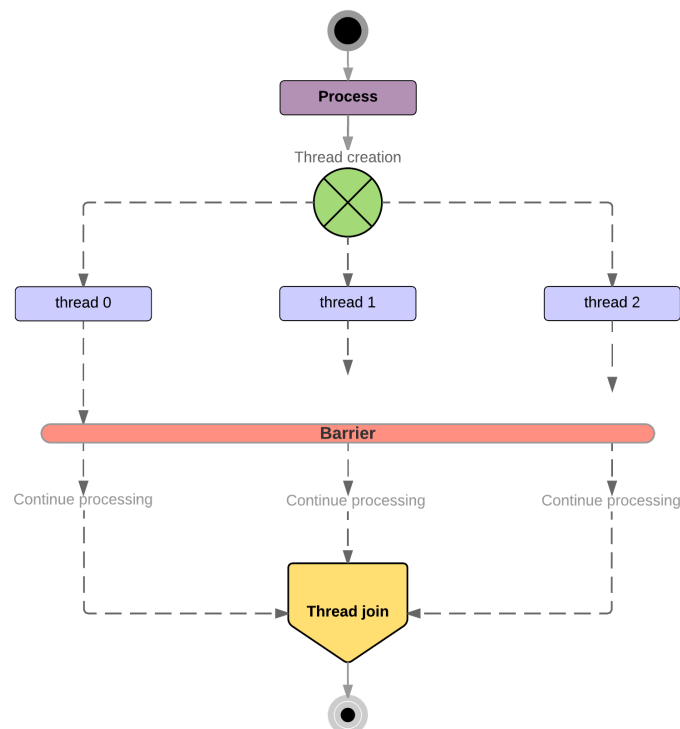 Process
Thread creation
thread 0
thread 1
thread 2
Barrier
Continue processing
Continue processing
Continue processing
Thread join